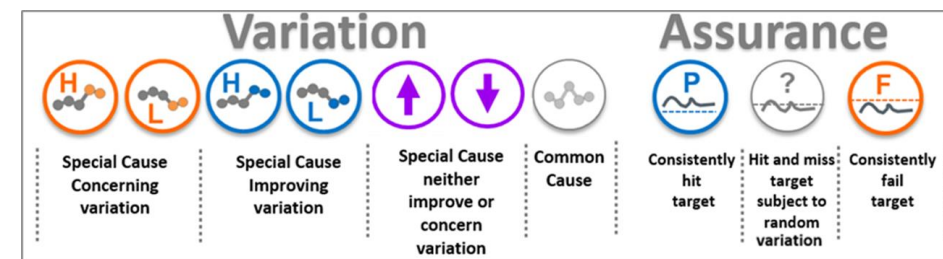 Variation
Assurance
H
L
H
L
P
?
F
Special Cause
Concerning
variation
Special Cause
Improving
variation
Special Cause
neither
improve or
concern
variation
Common
Cause
Consistently
hit
target
Hit and miss
target
subject to
random
variation
Consistently
fail
target